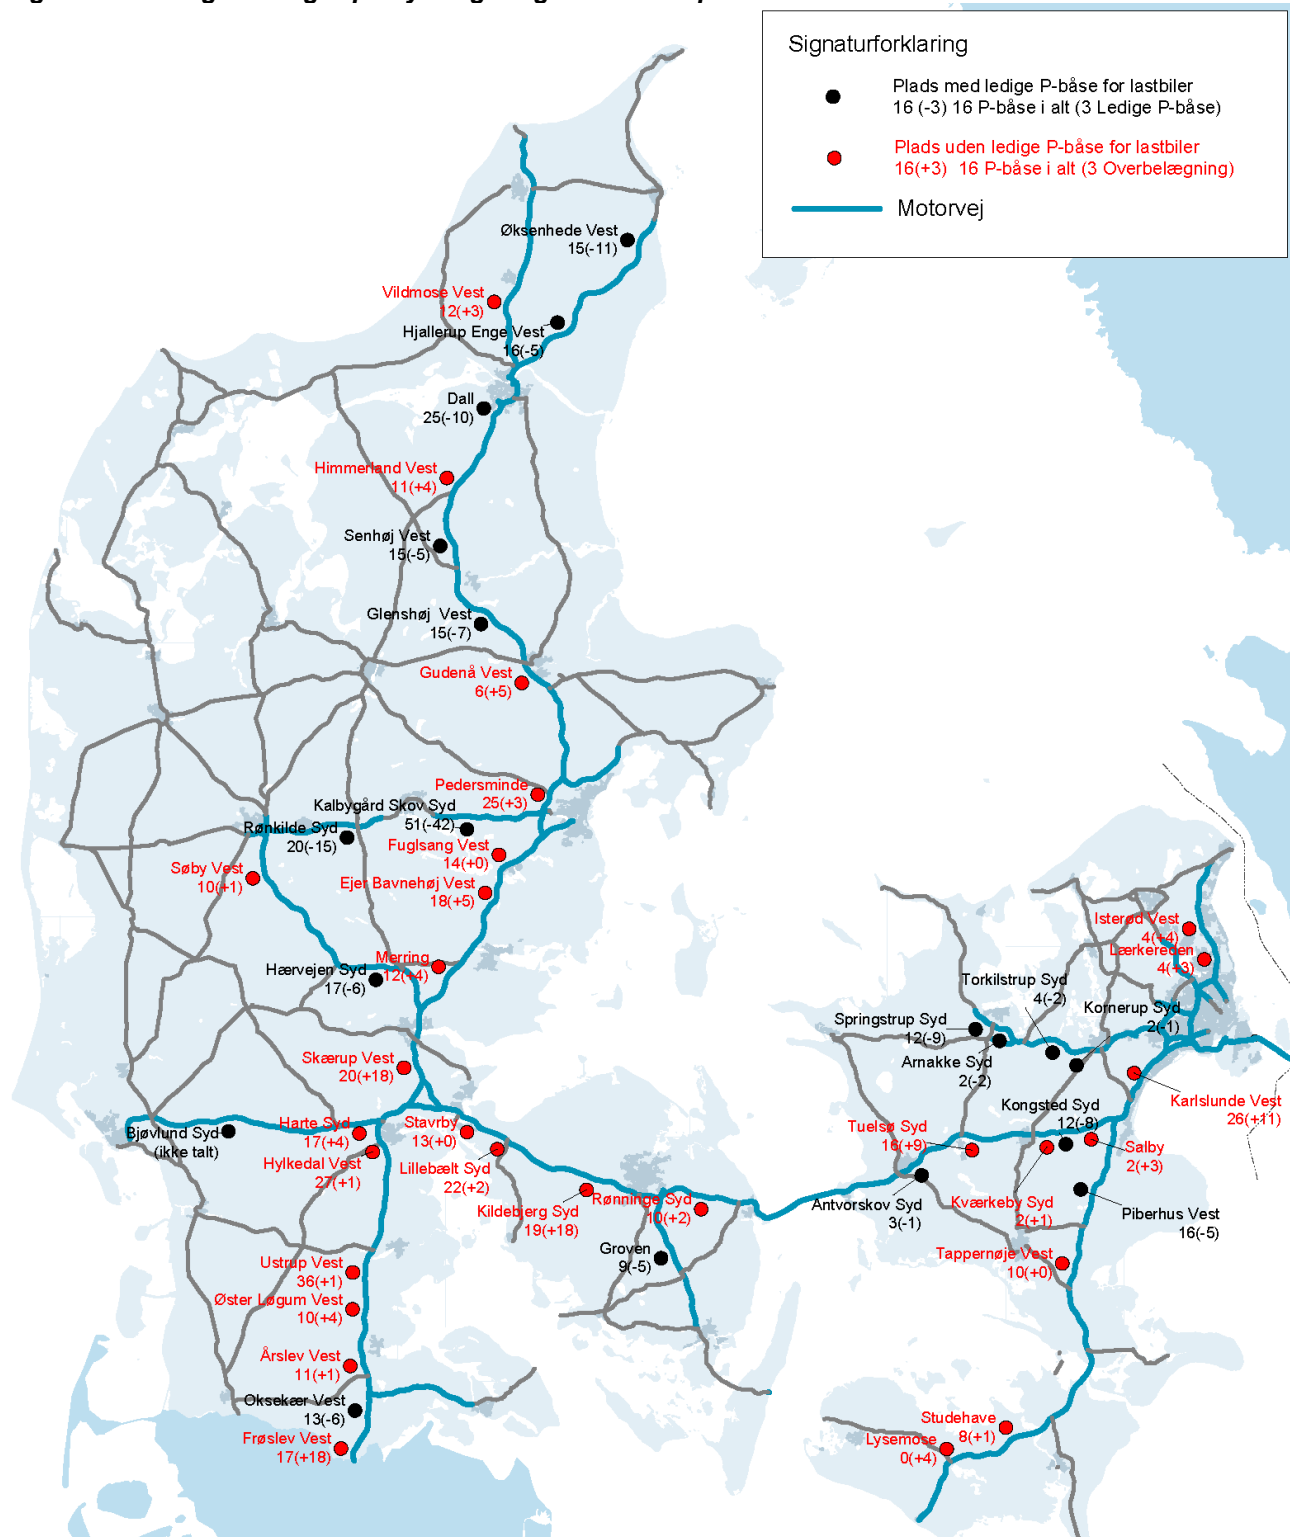 Signaturforklaring
Plads med ledige P-båse for lastbiler
16 (-3) 16 P-båse i alt (3 Ledige P-båse)
Plads uden ledige P-båse for lastbiler
16(+3) 16 P-båse i alt (3 Overbelægning)
Motorvej
Øksenhede Vest
15(-11)
Vildmose Vest
12(+3)
Hjallerup Enge Vest
16(-5)
Dall
25(-10)
Himmerland Vest
11(+4)
Senhøj Vest
15(-5)
Glenshøj Vest
15(-7)
Gudenå Vest
6(+5)
Pedersminde
25(+3)
Kalbygård Skov Syd
51(-42)
Rønkilde Syd
20(-15)
Fuglsang Vest
14(+0)
Søby Vest
10(+1)
Ejer Bavnehøj Vest
18(+5)
Merring
12(+4)
Hærvejen Syd
17(-6)
Skærup Vest
20(+18)
Harte Syd
17(+4)
Bjøvlund Syd
(ikke talt)
Hylkedal Vest
27(+1)
Stavrby
13(+0)
Lillebælt Syd
22(+2)
Kildebjerg Syd
19(+18)
Rønninge Syd
10(+2)
Groven
9(-5)
Ustrup Vest
36(+1)
Øster Løgum Vest
10(+4)
Årslev Vest
11(+1)
Oksekær Vest
13(-6)
Frøslev Vest
17(+18)
Isterød Vest
4(+4)
Lærkereden
4(+3)
Torkilstrup Syd
4(-2)
Kornerup Syd
2(-1)
Springstrup Syd
12(-9)
Arnakke Syd
2(-2)
Karlslunde Vest
26(+11)
Kongsted Syd
12(-8)
Tuelsø Syd
16(+9)
Salby
2(+3)
Antvorskov Syd
3(-1)
Kværkeby Syd
2(+1)
Piberhus Vest
16(-5)
Tappernøje Vest
10(+0)
Studehave
8(+1)
Lysemose
0(+4)